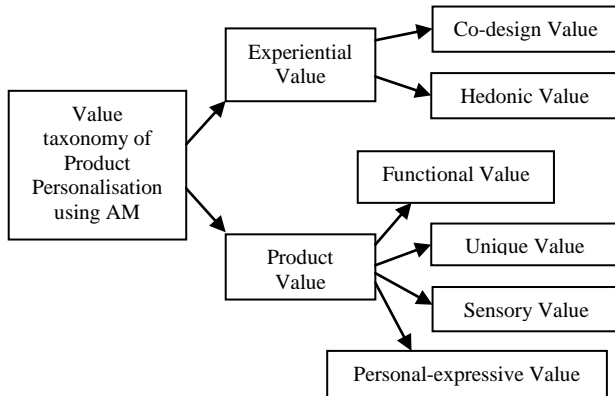 Value
taxonomy of
Product
Personalisation
using AM
Experiential
Value
Co-design Value
Hedonic Value
Product
Value
Functional Value
Unique Value
Sensory Value
Personal-expressive Value